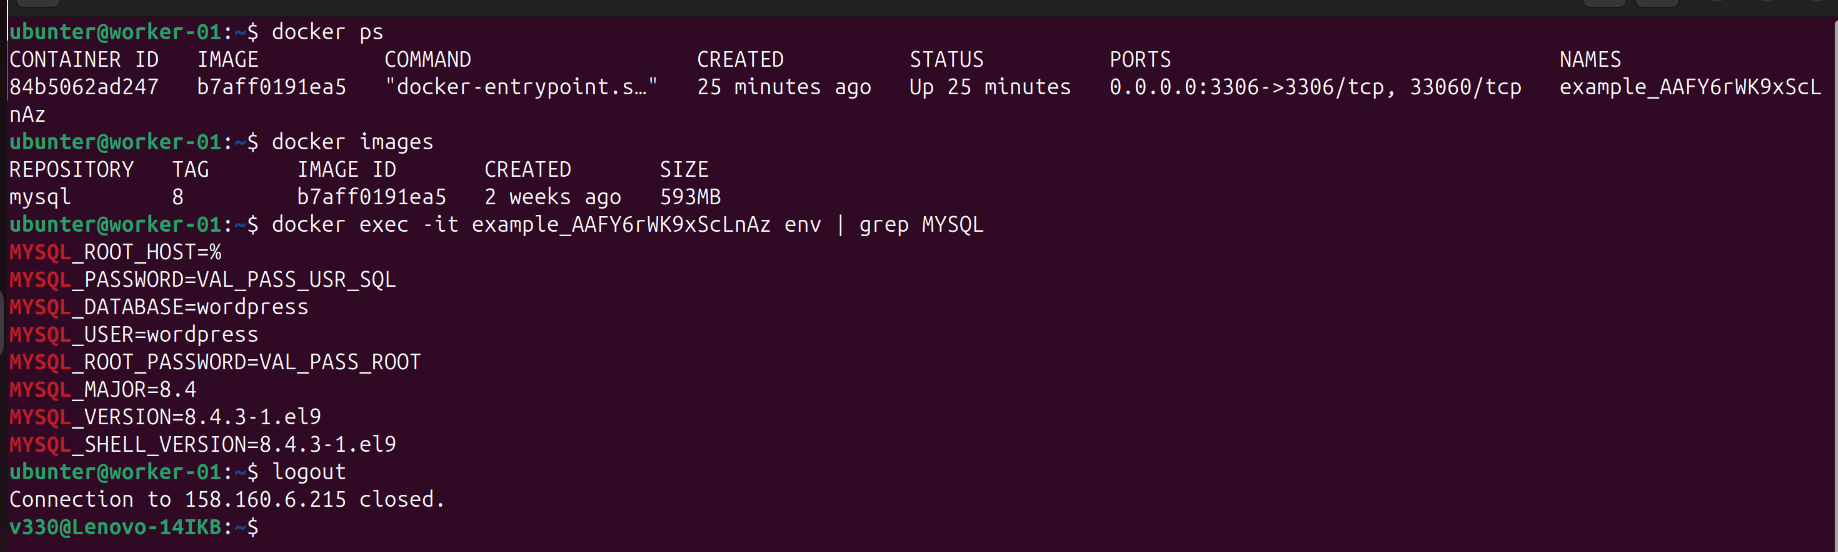 ubunter@worker-01:~$ docker ps
CONTAINER ID   IMAGE          COMMAND                  CREATED          STATUS          PORTS                               NAMES
84b5062ad247   b7aff0191ea5   "docker-entrypoint.s…"   25 minutes ago   Up 25 minutes   0.0.0.0:3306->3306/tcp, 33060/tcp   example_AAFY6rWK9xScL
nAz
ubunter@worker-01:~$ docker images
REPOSITORY   TAG       IMAGE ID       CREATED       SIZE
mysql        8         b7aff0191ea5   2 weeks ago   593MB
ubunter@worker-01:~$ docker exec -it example_AAFY6rWK9xScLnAz env | grep MYSQL
MYSQL_ROOT_HOST=%
MYSQL_PASSWORD=VAL_PASS_USR_SQL
MYSQL_DATABASE=wordpress
MYSQL_USER=wordpress
MYSQL_ROOT_PASSWORD=VAL_PASS_ROOT
MYSQL_MAJOR=8.4
MYSQL_VERSION=8.4.3-1.el9
MYSQL_SHELL_VERSION=8.4.3-1.el9
ubunter@worker-01:~$ logout
Connection to 158.160.6.215 closed.
v330@Lenovo-14IKB:~$